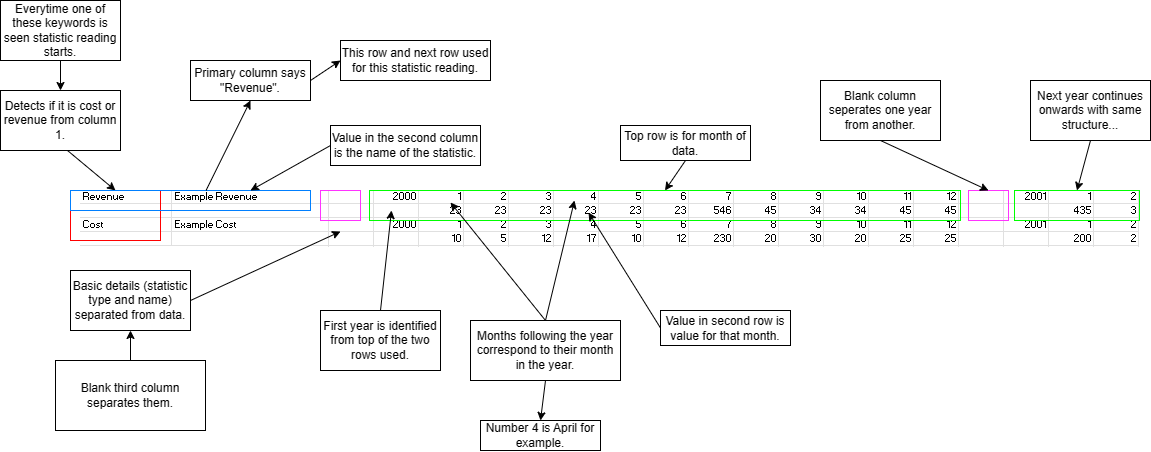 Everytime one of
these keywords is
seen statistic reading
starts.
This row and next row used
for this statistic reading.
Primary column says
"Revenue".
Detects if it is cost or
revenue from column
1.
Value in the second column
is the name of the statistic.
Top row is for month of
data.
Blank column
seperates one year
from another.
Next year continues
onwards with same
structure...
Revenue Example Revenue 2000 1 2 3 4 5 6 7 8 9 10 11 12 2001 1 2
23 23 23 23 23 23 546 45 34 34 45 45 435 3
Cost Example Cost 2000 1 2 3 4 5 6 7 8 9 10 11 12 2001 1 2
10 5 12 17 10 12 230 20 30 20 25 25 200 2
Basic details (statistic
type and name)
separated from data.
First year is identified
from top of the two
rows used.
Months following the year
correspond to their month
in the year.
Value in second row is
value for that month.
Blank third column
separates them.
Number 4 is April for
example.